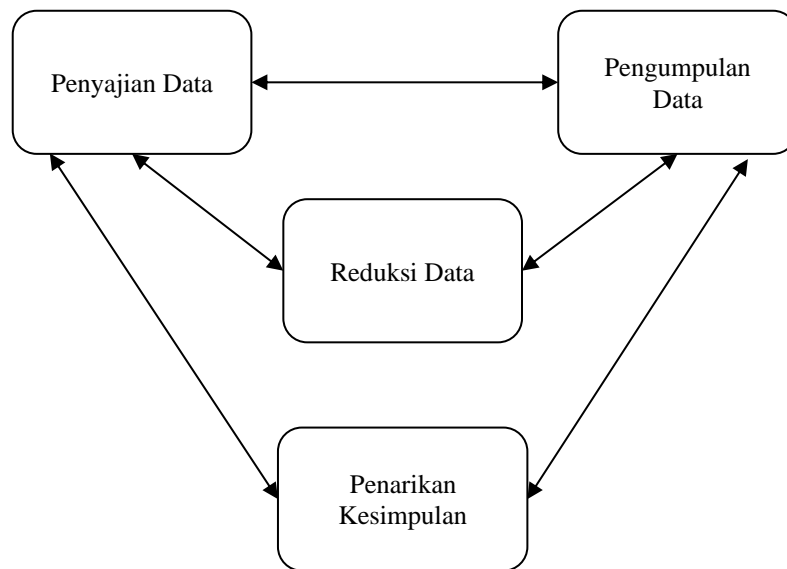 Penyajian Data
Pengumpulan
Data
Reduksi Data
Penarikan
Kesimpulan